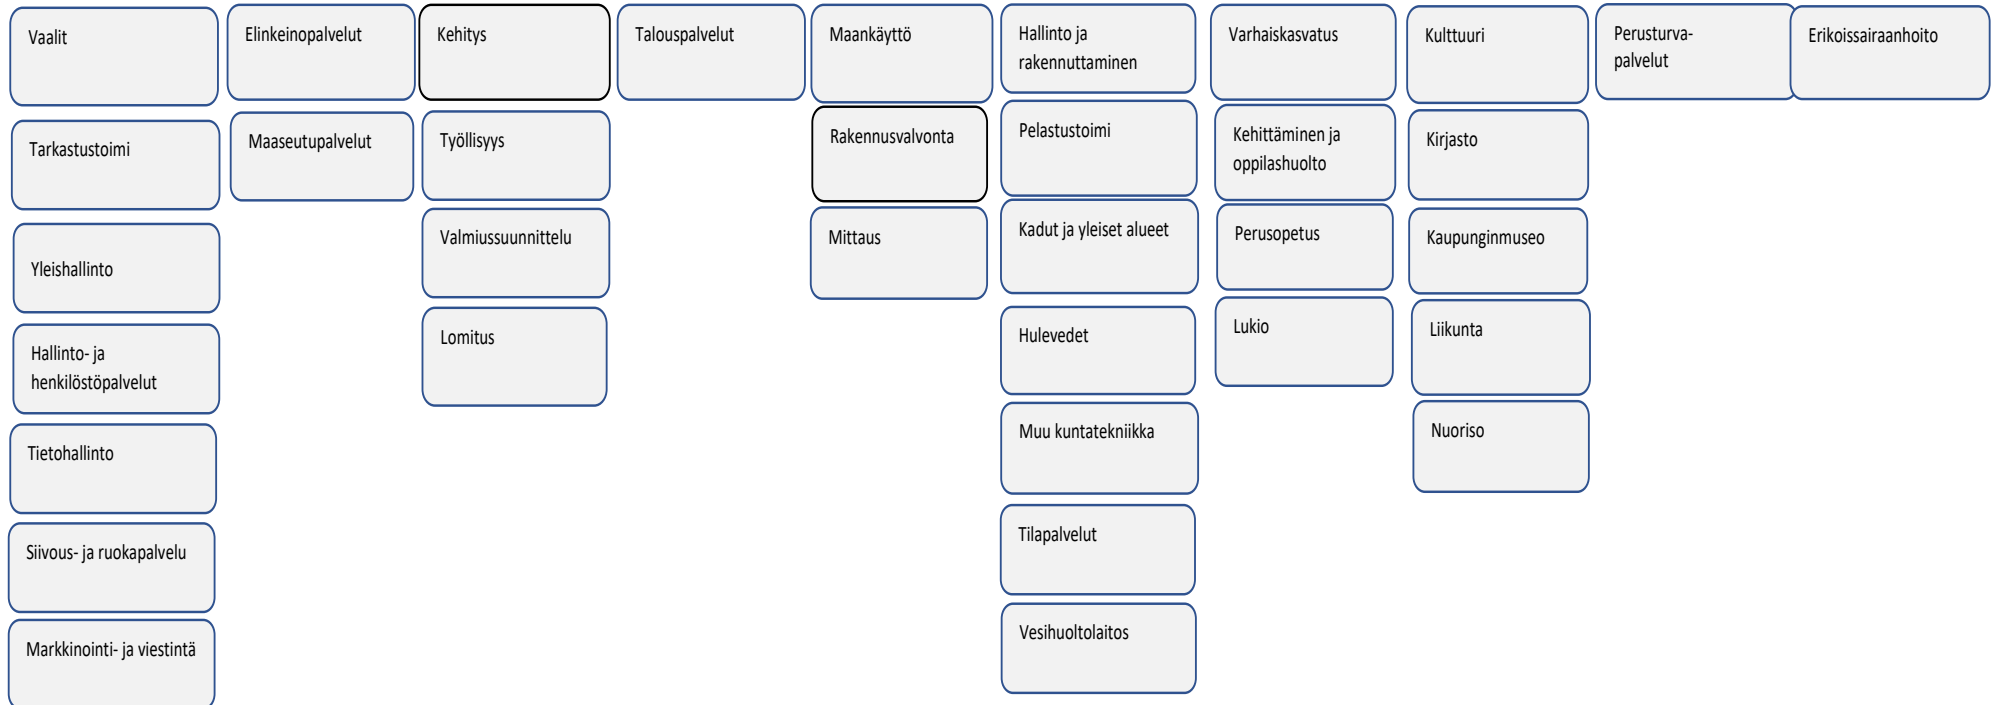 Vaalit
Tarkastustoimi
Yleishallinto
Hallinto- ja
henkilöstöpalvelut
Tietohallinto
Siivous- ja ruokapalvelu
Markkinointi- ja viestintä
Elinkeinopalvelut
Maaseutupalvelut
Kehitys
Työllisyys
Valmiussuunnittelu
Lomitus
Talouspalvelut
Maankäyttö
Rakennusvalvonta
Mittaus
Hallinto ja
rakennuttaminen
Pelastustoimi
Kadut ja yleiset alueet
Hulevedet
Muu kuntatekniikka
Tilapalvelut
Vesihuoltolaitos
Varhaiskasvatus
Kehittäminen ja
oppilashuolto
Perusopetus
Lukio
Kulttuuri
Kirjasto
Kaupunginmuseo
Liikunta
Nuoriso
Perusturva-
palvelut
Erikoissairaanhoito